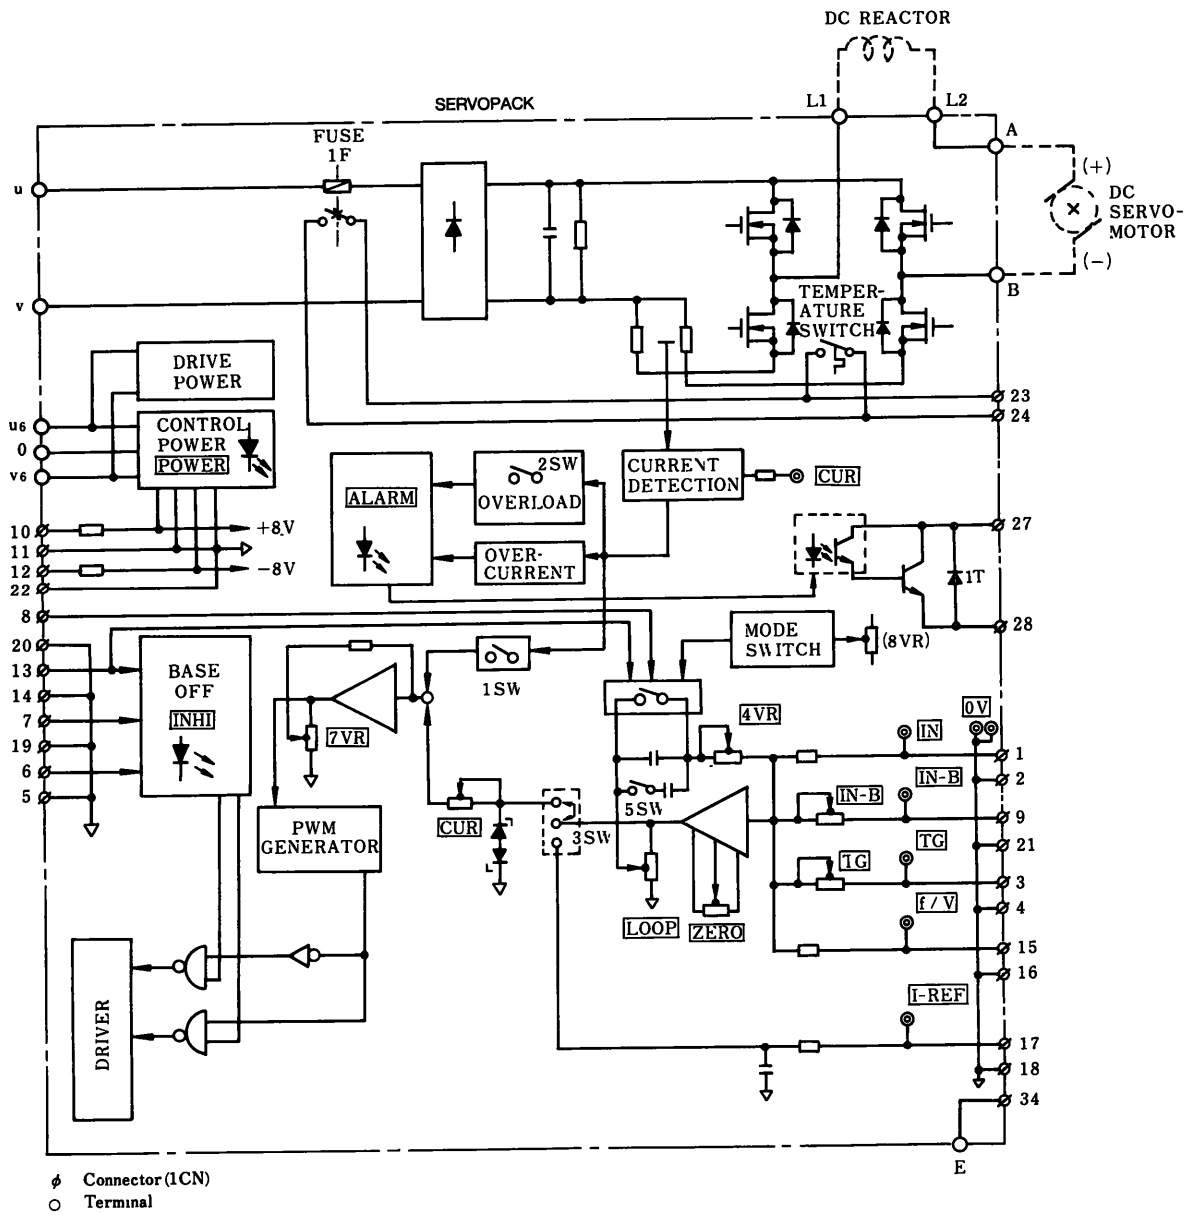 DC REACTOR
SERVOPACK
L1
L2
A
FUSE
1F
(+)
u
DC
SERVO-
MOTOR
(-)
B
TEMPER-
ATURE
SWITCH
v
DRIVE
POWER
23
24
u6
0
v6
CONTROL
POWER
POWER
2SW
OVERLOAD
CURRENT
DETECTION
CUR
ALARM
10
11
12
22
+8V
-8V
OVER-
CURRENT
27
1T
8
28
20
13
14
7
19
6
5
BASE
OFF
INHI
MODE
SWITCH
(8VR)
1SW
7VR
4VR
IN
0V
1
2
IN-B
9
5SW
3SW
CUR
PWM
GENERATOR
21
TG
TG
3
4
f/V
LOOP
ZERO
15
16
I-REF
DRIVER
17
18
34
E
ø Connector (1CN)
○ Terminal